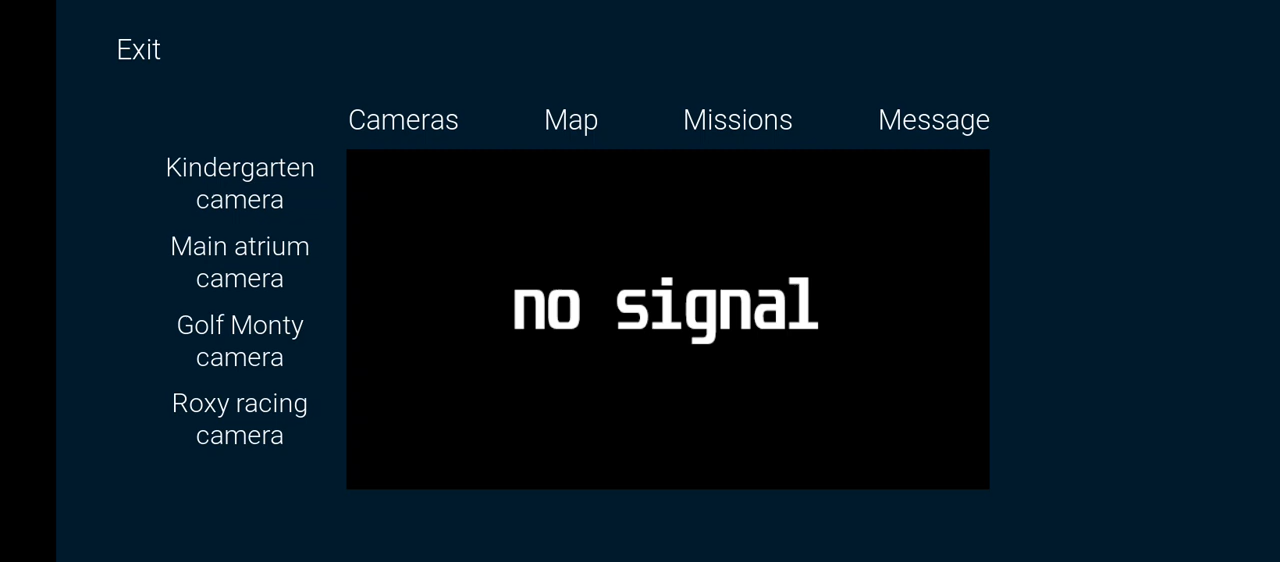 Exit
Cameras Map Missions Message
Kindergarten
camera
Main atrium
camera
Golf Monty
camera
Roxy racing
camera
no signal